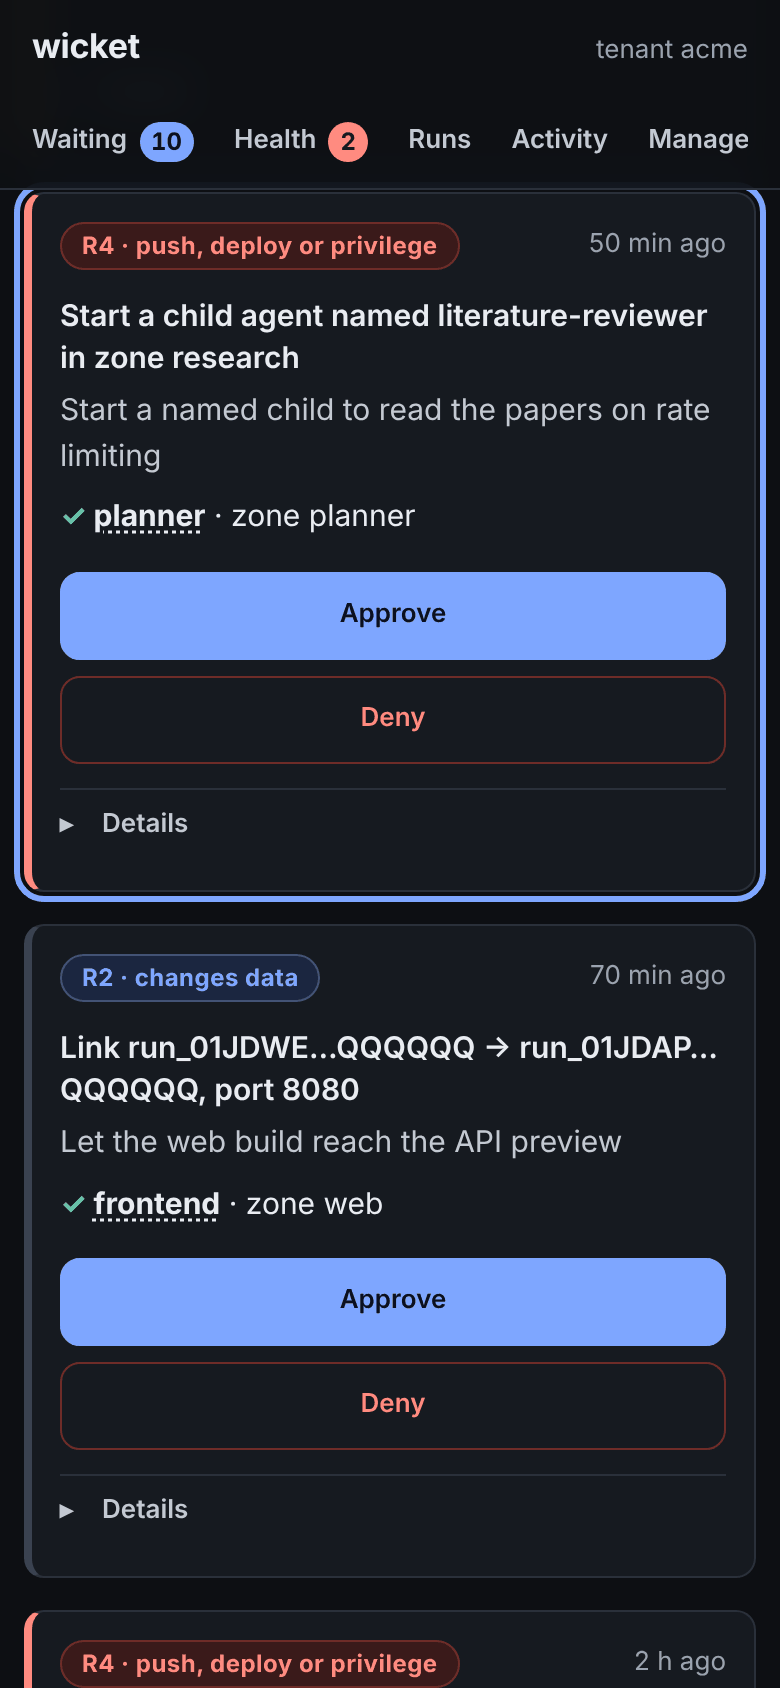 wicket
tenant acme
Waiting 10 Health 2 Runs Activity Manage
R4 · push, deploy or privilege
50 min ago
Start a child agent named literature-reviewer
in zone research
Start a named child to read the papers on rate
limiting
✓ planner · zone planner
Approve
Deny
▸ Details
R2 · changes data
70 min ago
Link run_01JDWE…QQQQQQ → run_01JDAP…
QQQQQQ, port 8080
Let the web build reach the API preview
✓ frontend · zone web
Approve
Deny
▸ Details
R4 · push, deploy or privilege
2 h ago